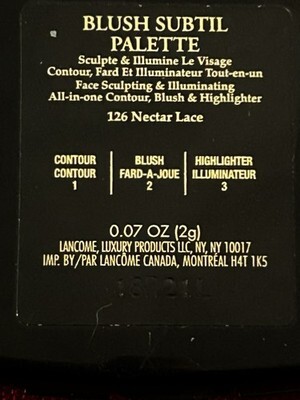 BLUSH SUBTIL
PALETTE
Sculpte & Illumine Le Visage
Contour, Fard Et Illuminateur Tout-en-un
Face Sculpting & Illuminating
All-in-one Contour, Blush & Highlighter
126 Nectar Lace
CONTOUR BLUSH HIGHLIGHTER
CONTOUR FARD-A-JOUE ILLUMINATEUR
1 2 3
0.07 OZ (2g)
LANCOME, LUXURY PRODUCTS LLC, NY, NY 10017
IMP. BY/PAR LANCÔME CANADA, MONTRÉAL H4T 1K5